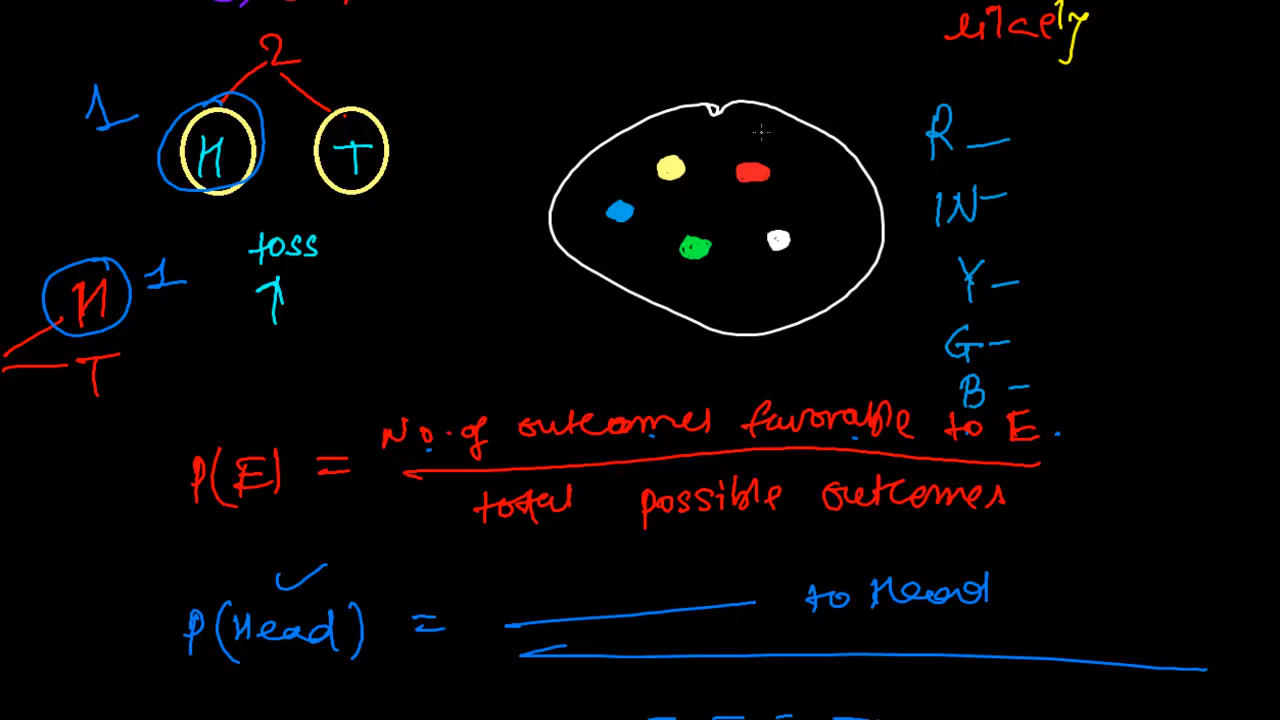 likely
2
1
H T
R
W
Y
G
B
toss
H 1
T
P(E) = No. of outcomes favorable to E.
total possible outcomes
P(Head) = to Head